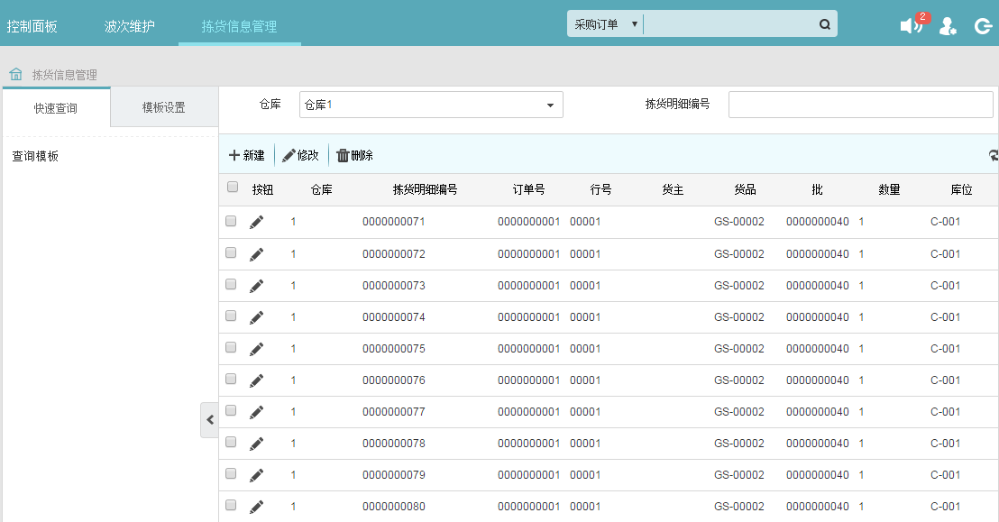 控制面板 波次维护 拣货信息管理 采购订单 2
拣货信息管理
快速查询 模板设置 仓库 仓库1 拣货明细编号
查询模板 新建 修改 删除
按钮 仓库 拣货明细编号 订单号 行号 货主 货品 批 数量 库位
1 0000000071 0000000001 00001 GS-00002 0000000040 1 C-001
1 0000000072 0000000001 00001 GS-00002 0000000040 1 C-001
1 0000000073 0000000001 00001 GS-00002 0000000040 1 C-001
1 0000000074 0000000001 00001 GS-00002 0000000040 1 C-001
1 0000000075 0000000001 00001 GS-00002 0000000040 1 C-001
1 0000000076 0000000001 00001 GS-00002 0000000040 1 C-001
1 0000000077 0000000001 00001 GS-00002 0000000040 1 C-001
1 0000000078 0000000001 00001 GS-00002 0000000040 1 C-001
1 0000000079 0000000001 00001 GS-00002 0000000040 1 C-001
1 0000000080 0000000001 00001 GS-00002 0000000040 1 C-001